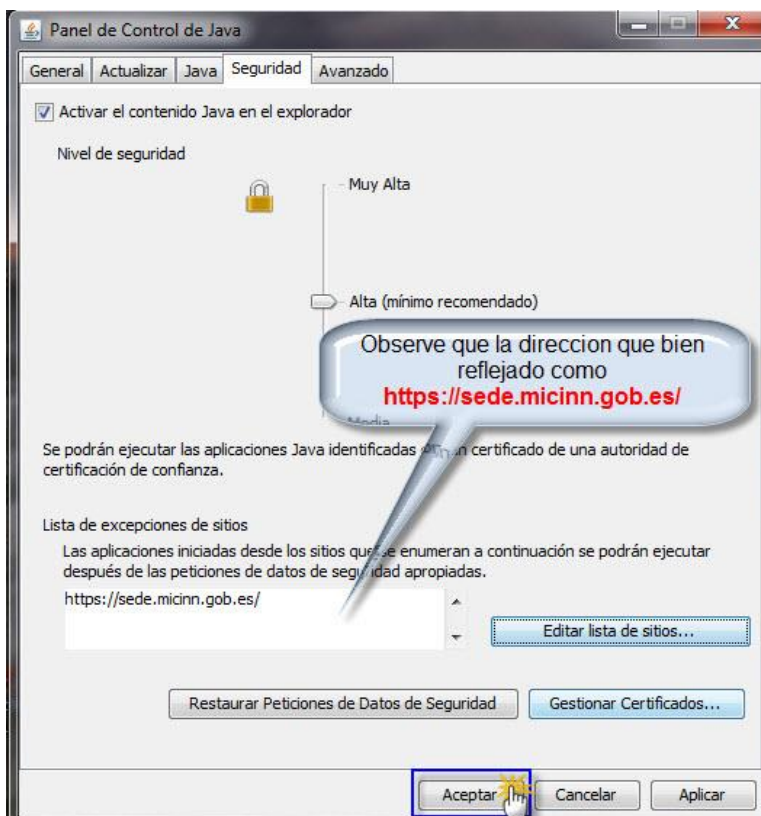 Panel de Control de Java
General Actualizar Java Seguridad Avanzado
Activar el contenido Java en el explorador
Nivel de seguridad
Muy Alta
Alta (mínimo recomendado)
Observe que la direccion que bien
reflejado como
https://sede.micinn.gob.es/
Media
Se podrán ejecutar las aplicaciones Java identificadas con un certificado de una autoridad de
certificación de confianza.
Lista de excepciones de sitios
Las aplicaciones iniciadas desde los sitios que se enumeran a continuación se podrán ejecutar
después de las peticiones de datos de seguridad apropiadas.
https://sede.micinn.gob.es/
Editar lista de sitios...
Restaurar Peticiones de Datos de Seguridad Gestionar Certificados...
Aceptar Cancelar Aplicar